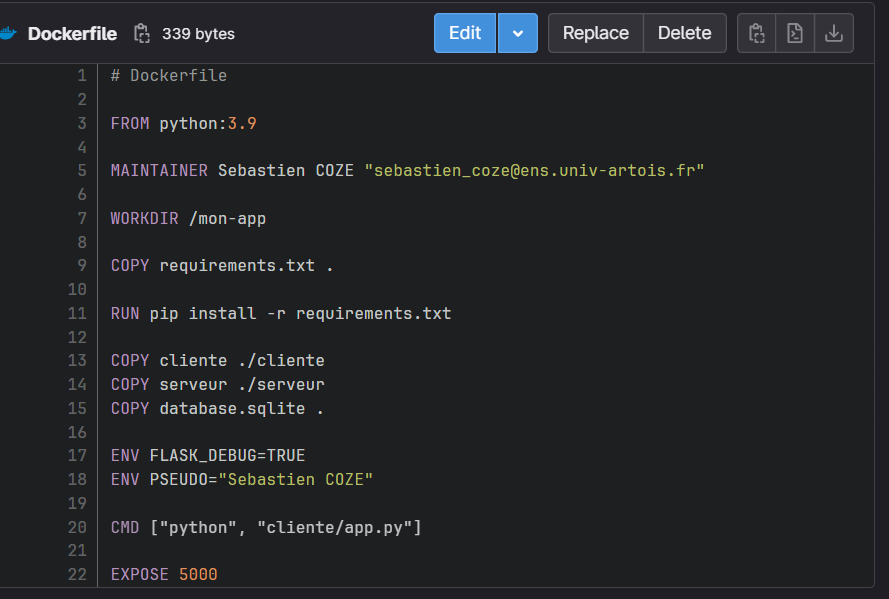 Dockerfile 339 bytes Edit Replace Delete
1 # Dockerfile
2
3 FROM python:3.9
4
5 MAINTAINER Sebastien COZE "sebastien_coze@ens.univ-artois.fr"
6
7 WORKDIR /mon-app
8
9 COPY requirements.txt .
10
11 RUN pip install -r requirements.txt
12
13 COPY cliente ./cliente
14 COPY serveur ./serveur
15 COPY database.sqlite .
16
17 ENV FLASK_DEBUG=TRUE
18 ENV PSEUDO="Sebastien COZE"
19
20 CMD ["python", "cliente/app.py"]
21
22 EXPOSE 5000